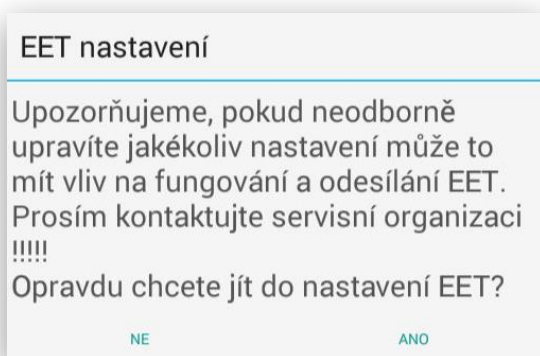 EET nastavení
Upozorňujeme, pokud neodborně
upravíte jakékoliv nastavení může to
mít vliv na fungování a odesílání EET.
Prosím kontaktujte servisní organizaci
!!!!!
Opravdu chcete jít do nastavení EET?
NE ANO